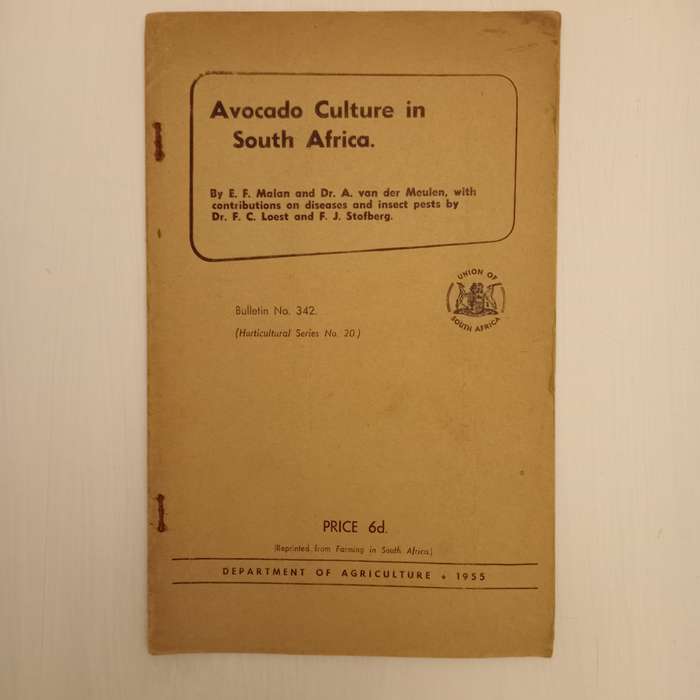 Avocado Culture in
South Africa.
By E. F. Malan and Dr. A. van der Meulen, with
contributions on diseases and insect pests by
Dr. F. C. Loest and F. J. Stofberg.
UNION OF
SOUTH AFRICA
Bulletin No. 342.
(Horticultural Series No. 20)
PRICE 6d.
(Reprinted from Farming in South Africa.)
DEPARTMENT OF AGRICULTURE + 1955